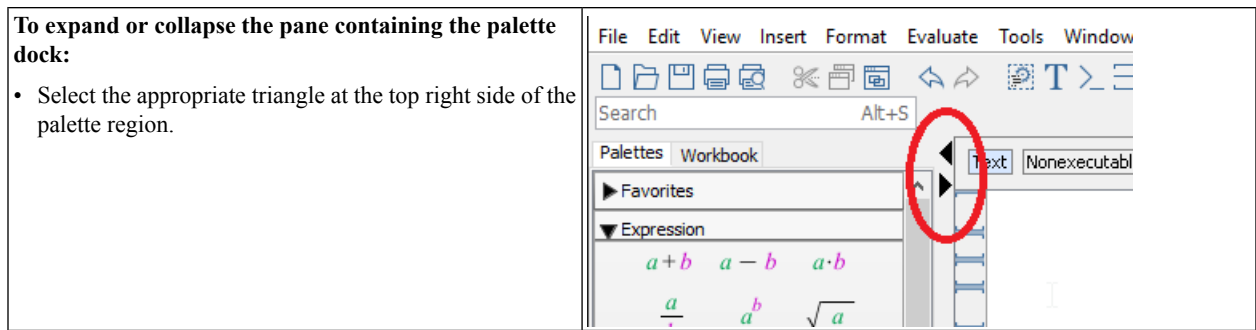 To expand or collapse the pane containing the palette
dock:
• Select the appropriate triangle at the top right side of the
palette region.
File Edit View Insert Format Evaluate Tools Window
Search Alt+S
Palettes Workbook
Text Nonexecutabl
Favorites
Expression
a+b a − b a·b
a
a^b √a